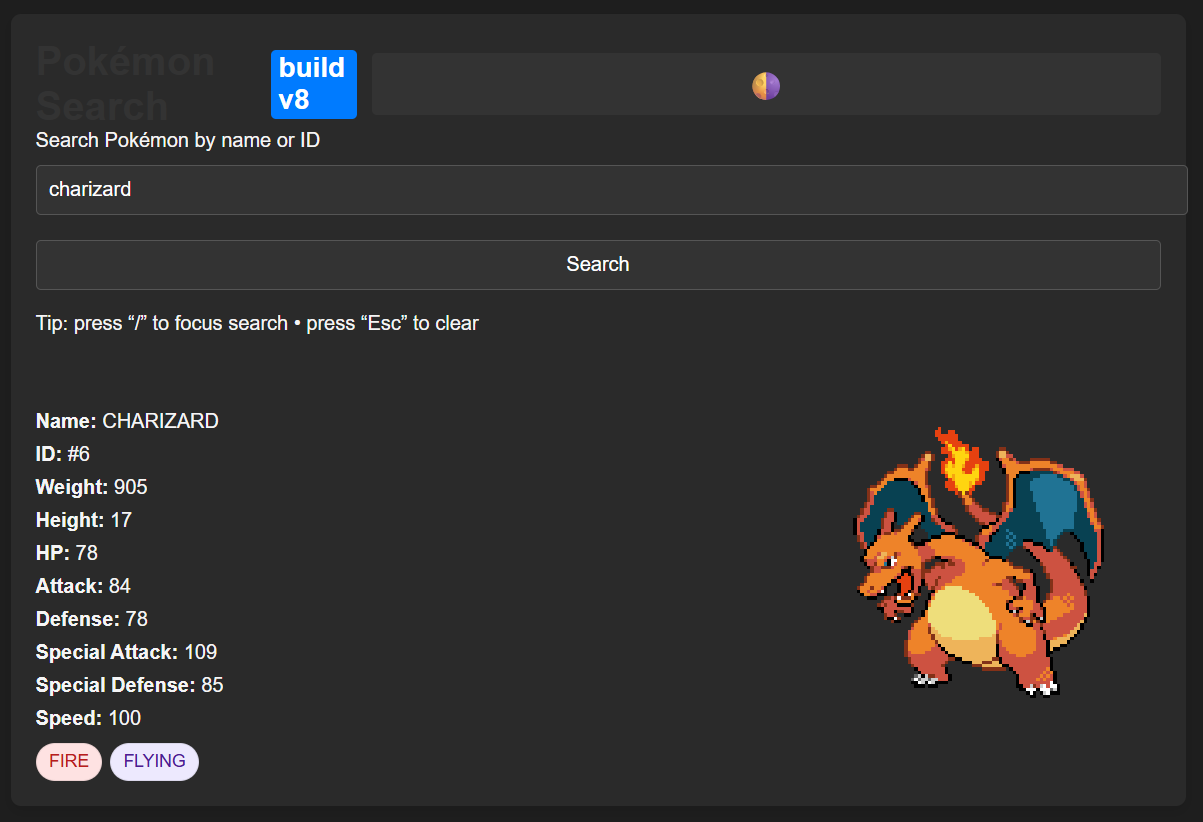 Pokémon
Search
build
v8
Search Pokémon by name or ID
charizard
Search
Tip: press “/” to focus search • press “Esc” to clear
Name: CHARIZARD
ID: #6
Weight: 905
Height: 17
HP: 78
Attack: 84
Defense: 78
Special Attack: 109
Special Defense: 85
Speed: 100
FIRE FLYING